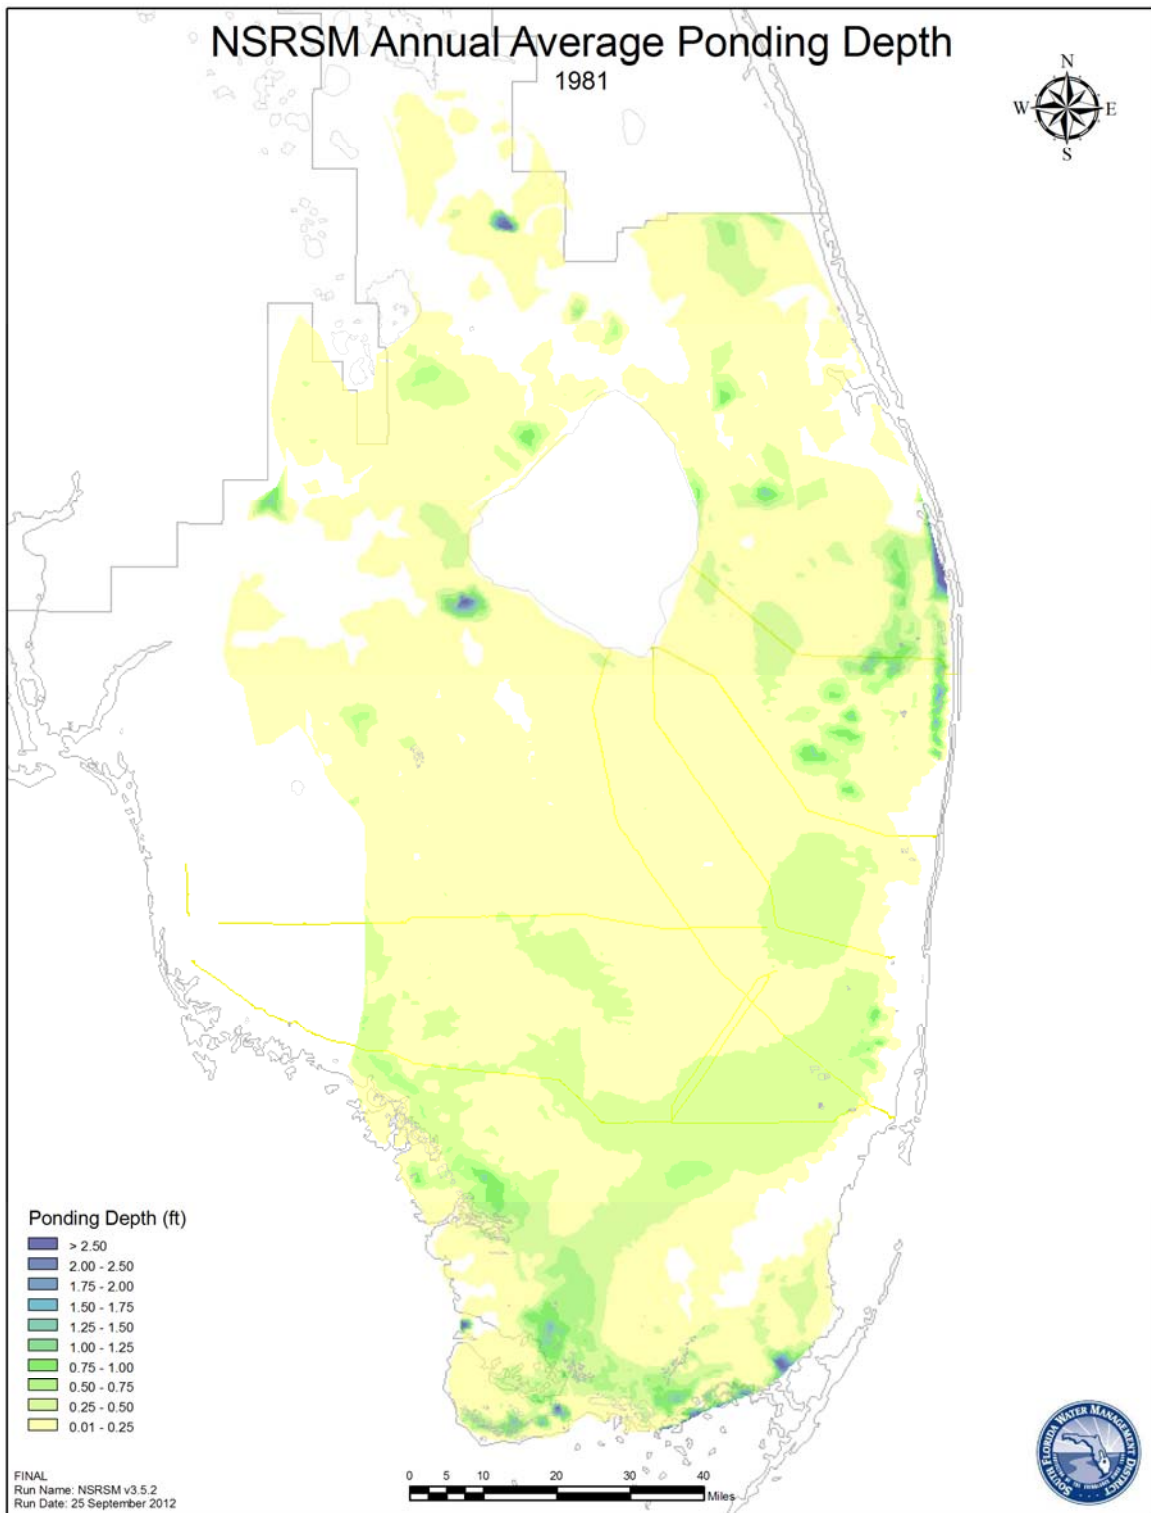 NSRSM Annual Average Ponding Depth
1981
N
W E
S
Ponding Depth (ft)
> 2.50
2.00 - 2.50
1.75 - 2.00
1.50 - 1.75
1.25 - 1.50
1.00 - 1.25
0.75 - 1.00
0.50 - 0.75
0.25 - 0.50
0.01 - 0.25
FINAL
Run Name: NSRSM v3.5.2
Run Date: 25 September 2012
0 5 10 20 30 40
Miles
SOUTH FLORIDA WATER MANAGEMENT DISTRICT